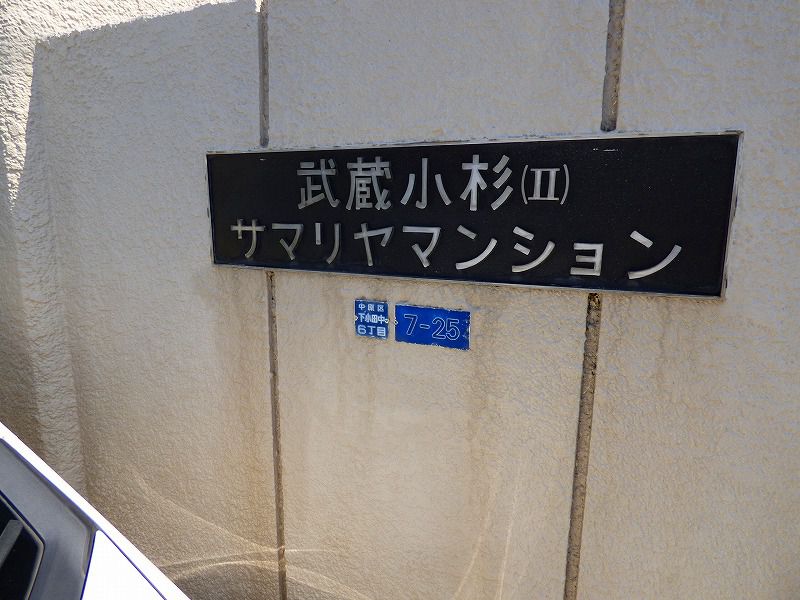 武蔵小杉(II)
サマリヤマンション
中原区
下小田中
6丁目
7-25